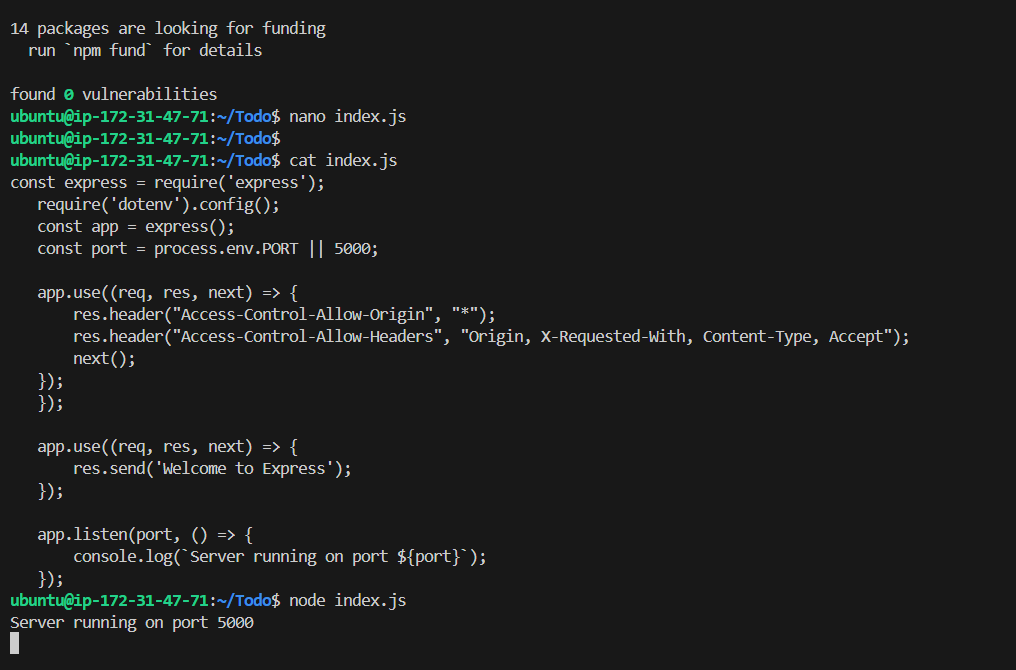 14 packages are looking for funding
  run `npm fund` for details

found 0 vulnerabilities
ubuntu@ip-172-31-47-71:~/Todo$ nano index.js
ubuntu@ip-172-31-47-71:~/Todo$
ubuntu@ip-172-31-47-71:~/Todo$ cat index.js
const express = require('express');
   require('dotenv').config();
   const app = express();
   const port = process.env.PORT || 5000;

   app.use((req, res, next) => {
       res.header("Access-Control-Allow-Origin", "*");
       res.header("Access-Control-Allow-Headers", "Origin, X-Requested-With, Content-Type, Accept");
       next();
   });
   });

   app.use((req, res, next) => {
       res.send('Welcome to Express');
   });

   app.listen(port, () => {
       console.log(`Server running on port ${port}`);
   });
ubuntu@ip-172-31-47-71:~/Todo$ node index.js
Server running on port 5000